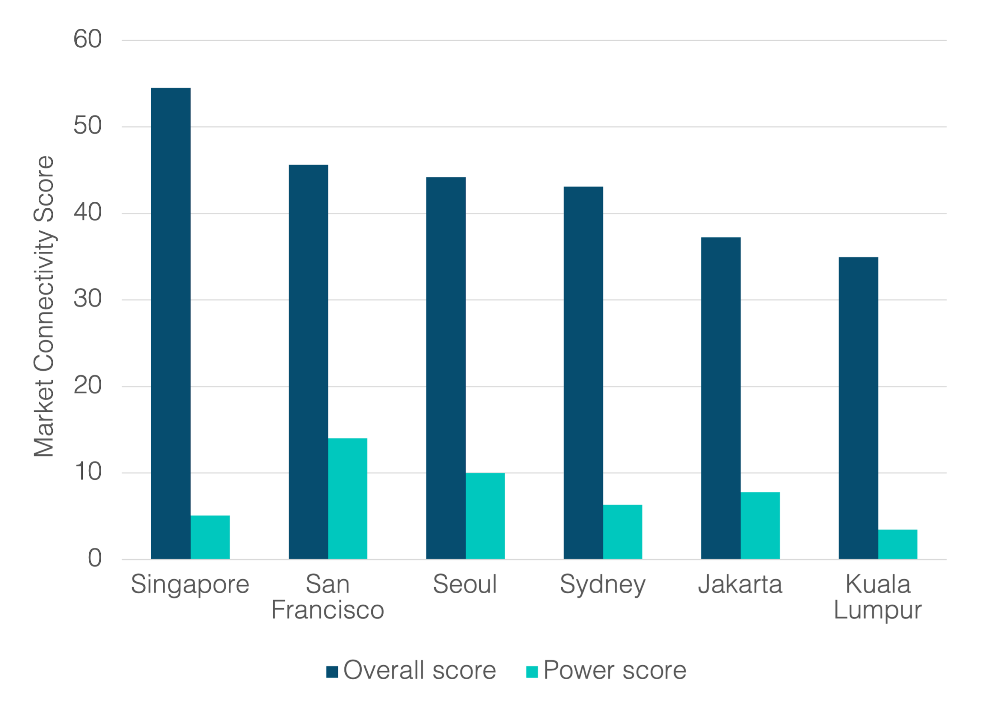 60
50
40
30
20
10
0
Market Connectivity Score
Singapore
San
Francisco
Seoul
Sydney
Jakarta
Kuala
Lumpur
Overall score
Power score